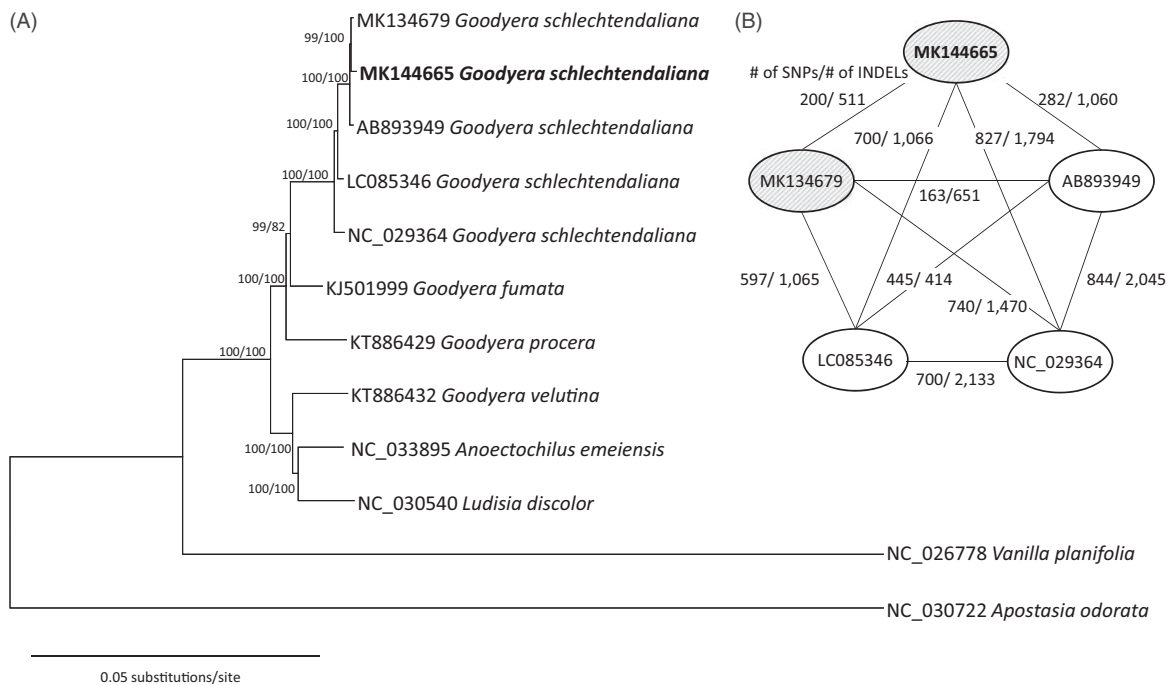 (A)
MK134679 Goodyera schlechtendaliana
99/100
MK144665 Goodyera schlechtendaliana
100/100
AB893949 Goodyera schlechtendaliana
100/100
LC085346 Goodyera schlechtendaliana
100/100
NC_029364 Goodyera schlechtendaliana
99/82
KJ501999 Goodyera fumata
100/100
KT886429 Goodyera procera
100/100
KT886432 Goodyera velutina
NC_033895 Anoectochilus emeiensis
100/100
NC_030540 Ludisia discolor
100/100
NC_026778 Vanilla planifolia
NC_030722 Apostasia odorata
0.05 substitutions/site
(B)
MK144665
# of SNPs/# of INDELs
200/ 511
282/ 1,060
700/ 1,066
827/ 1,794
MK134679
AB893949
163/651
597/ 1,065
445/ 414
844/ 2,045
740/ 1,470
LC085346
NC_029364
700/ 2,133